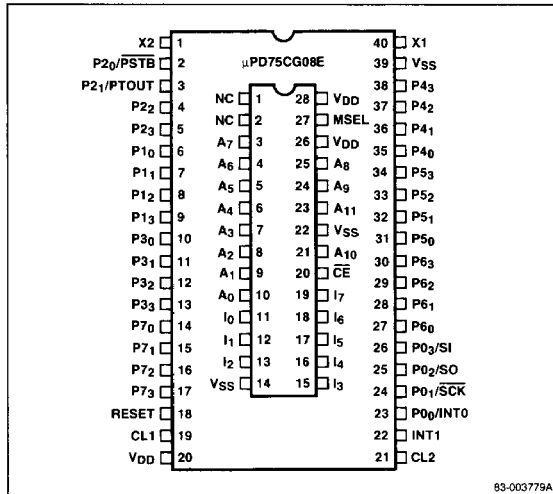 µPD75CG08E
X2 1 40 X1
P2₀/P̅S̅T̅B̅ 2 39 VSS
P2₁/PTOUT 3 38 P4₃
P2₂ 4 37 P4₂
P2₃ 5 36 P4₁
P1₀ 6 35 P4₀
P1₁ 7 34 P5₃
P1₂ 8 33 P5₂
P1₃ 9 32 P5₁
P3₀ 10 31 P5₀
P3₁ 11 30 P6₃
P3₂ 12 29 P6₂
P3₃ 13 28 P6₁
P7₀ 14 27 P6₀
P7₁ 15 26 P0₃/SI
P7₂ 16 25 P0₂/SO
P7₃ 17 24 P0₁/S̅C̅K̅
RESET 18 23 P0₀/INT0
CL1 19 22 INT1
VDD 20 21 CL2
NC 1 28 VDD
NC 2 27 MSEL
A₇ 3 26 VDD
A₆ 4 25 A₈
A₅ 5 24 A₉
A₄ 6 23 A₁₁
A₃ 7 22 VSS
A₂ 8 21 A₁₀
A₁ 9 20 C̅E̅
A₀ 10 19 I₇
I₀ 11 18 I₆
I₁ 12 17 I₅
I₂ 13 16 I₄
VSS 14 15 I₃
83-003779A